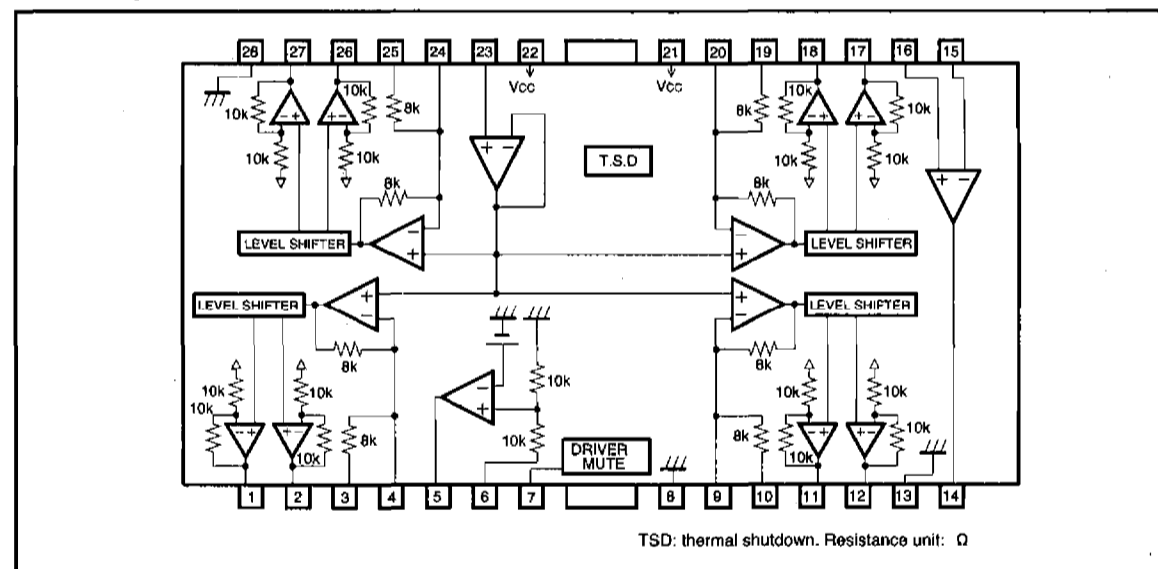 28 27 26 25 24 23 22 21 20 19 18 17 16 15
Vcc Vcc
10k 10k 8k 8k 10k 10k
10k 10k 10k 10k
T.S.D
+ −
8k 8k
LEVEL SHIFTER LEVEL SHIFTER
LEVEL SHIFTER LEVEL SHIFTER
8k 8k
10k 10k 10k 10k 10k
10k 10k 8k 10k 8k 10k 10k
DRIVER
MUTE
1 2 3 4 5 6 7 8 9 10 11 12 13 14
TSD: thermal shutdown. Resistance unit: Ω